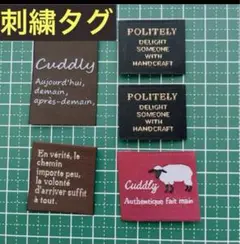 刺繍タグ
Cuddly
Aujourd'hui,
demain,
après-demain,
POLITELY
DELIGHT
SOMEONE
WITH
HANDCRAFT
POLITELY
DELIGHT
SOMEONE
WITH
HANDCRAFT
En vérité, le
chemin
importe peu,
la volonté
d'arriver suffit
à tout.
Cuddly
Authentique fait main